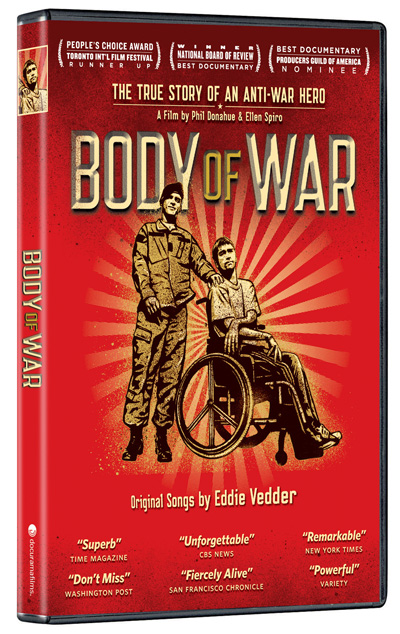 PEOPLE'S CHOICE AWARD
TORONTO INT'L FILM FESTIVAL
RUNNER UP
WINNER
NATIONAL BOARD OF REVIEW
BEST DOCUMENTARY
BEST DOCUMENTARY
PRODUCERS GUILD OF AMERICA
NOMINEE
THE TRUE STORY OF AN ANTI-WAR HERO
A Film by Phil Donahue & Ellen Spiro
BODY OF WAR
Original Songs by Eddie Vedder
"Superb"
TIME MAGAZINE
"Unforgettable"
CBS NEWS
"Remarkable"
NEW YORK TIMES
"Don't Miss"
WASHINGTON POST
"Fiercely Alive"
SAN FRANCISCO CHRONICLE
"Powerful"
VARIETY
BODY OF WAR
docuramafilms.